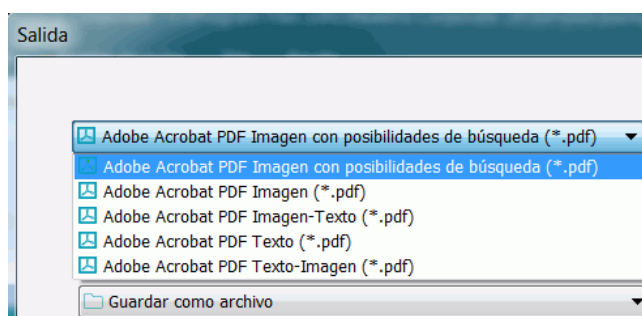 Salida
Adobe Acrobat PDF Imagen con posibilidades de búsqueda (*.pdf)
Adobe Acrobat PDF Imagen con posibilidades de búsqueda (*.pdf)
Adobe Acrobat PDF Imagen (*.pdf)
Adobe Acrobat PDF Imagen-Texto (*.pdf)
Adobe Acrobat PDF Texto (*.pdf)
Adobe Acrobat PDF Texto-Imagen (*.pdf)
Guardar como archivo